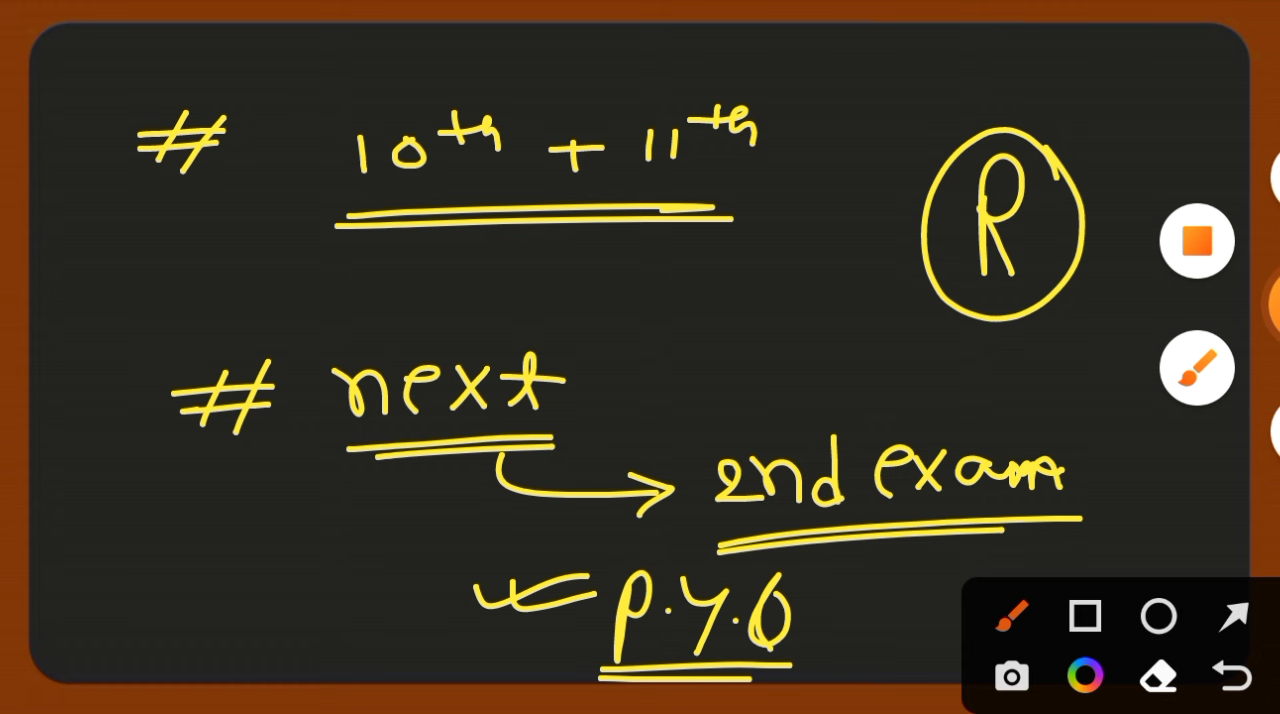 # 10th + 11th
R
# next
→ 2nd exam
P.Y.Q